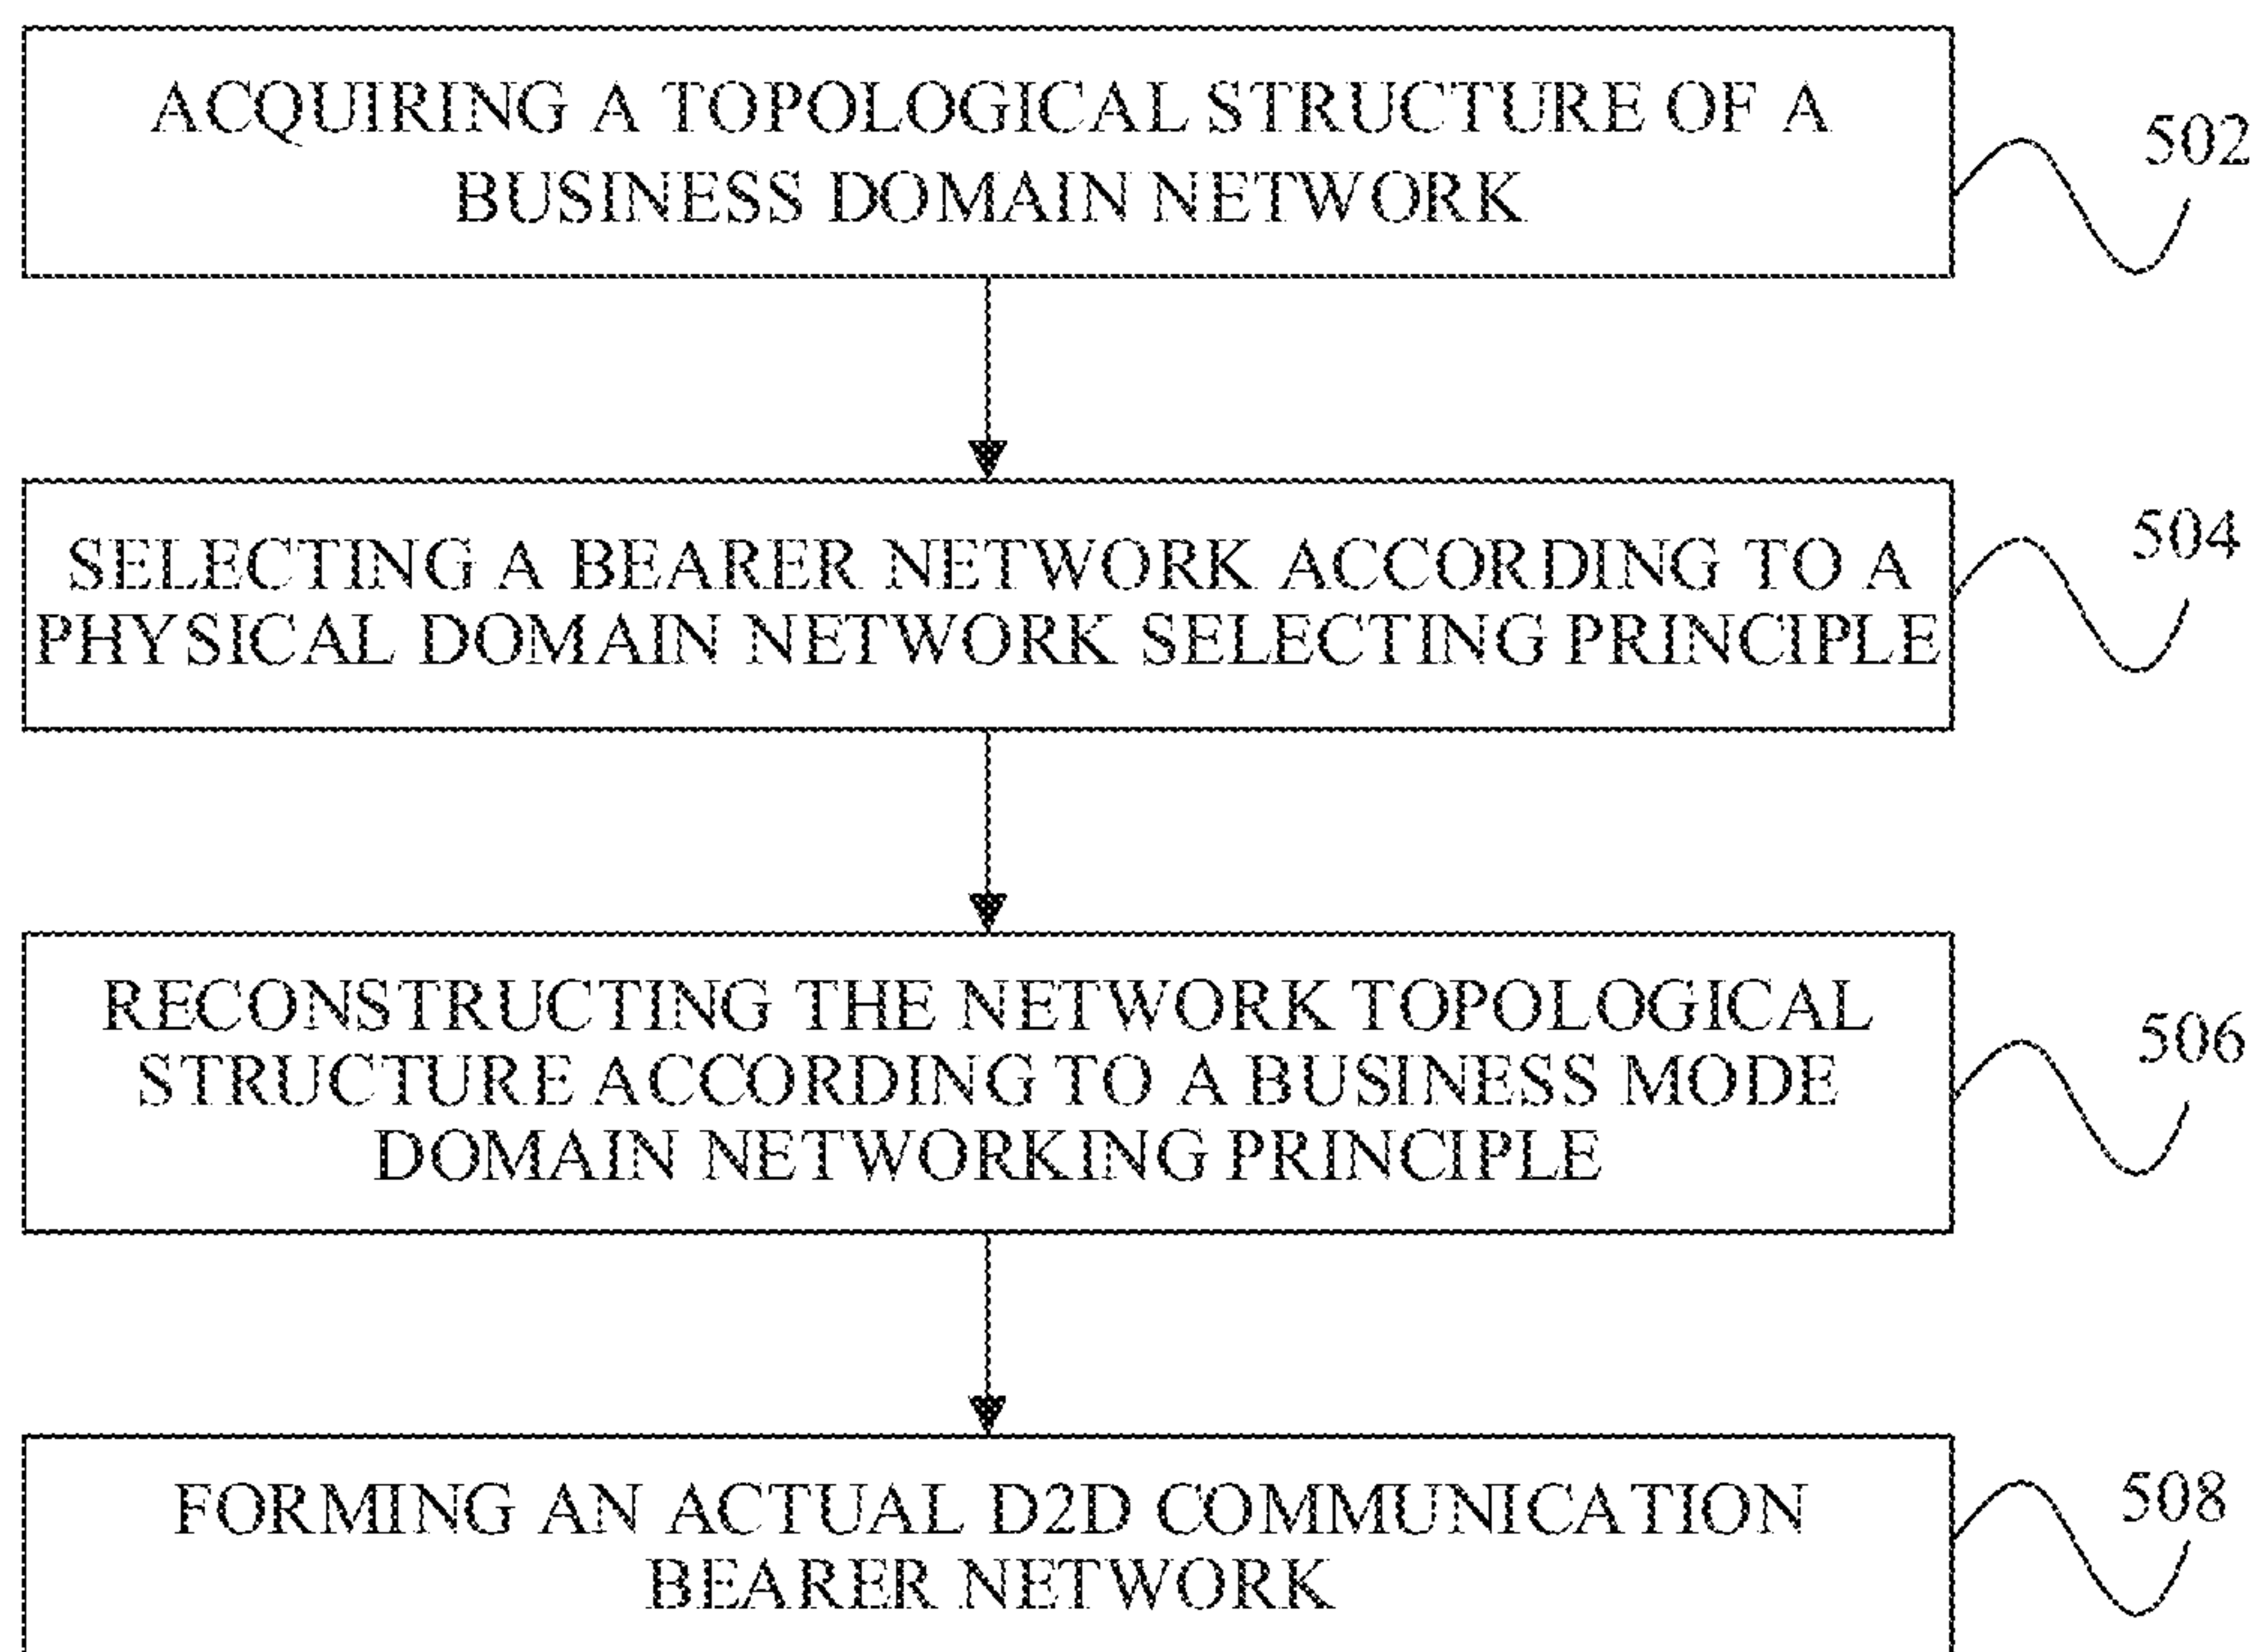 ACQUIRING A TOPOLOGICAL STRUCTURE OF A
BUSINESS DOMAIN NETWORK
502
SELECTING A BEARER NETWORK ACCORDING TO A
PHYSICAL DOMAIN NETWORK SELECTING PRINCIPLE
504
RECONSTRUCTING THE NETWORK TOPOLOGICAL
STRUCTURE ACCORDING TO A BUSINESS MODE
DOMAIN NETWORKING PRINCIPLE
506
FORMING AN ACTUAL D2D COMMUNICATION
BEARER NETWORK
508